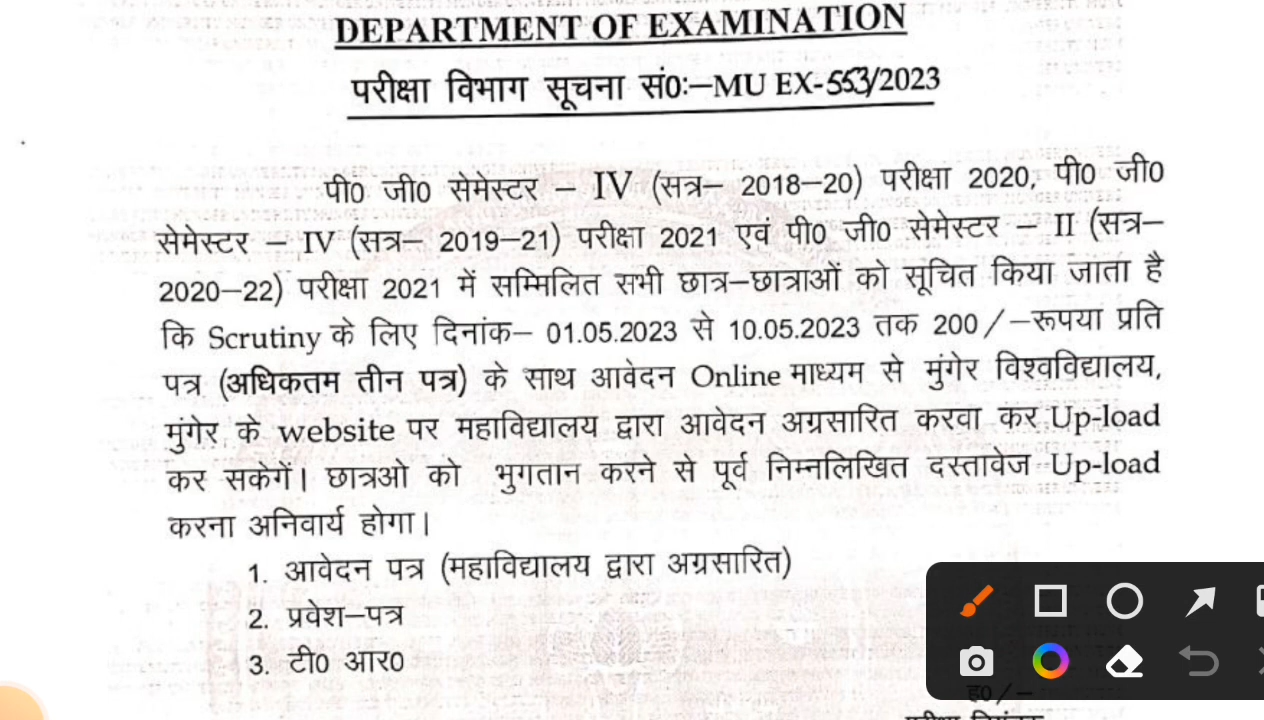 DEPARTMENT OF EXAMINATION
परीक्षा विभाग सूचना सं0:–MU EX-553/2023
पी0 जी0 सेमेस्टर – IV (सत्र– 2018–20) परीक्षा 2020, पी0 जी0
सेमेस्टर – IV (सत्र– 2019–21) परीक्षा 2021 एवं पी0 जी0 सेमेस्टर – II (सत्र–
2020–22) परीक्षा 2021 में सम्मिलित सभी छात्र–छात्राओं को सूचित किया जाता है
कि Scrutiny के लिए दिनांक– 01.05.2023 से 10.05.2023 तक 200/–रूपया प्रति
पत्र (अधिकतम तीन पत्र) के साथ आवेदन Online माध्यम से मुंगेर विश्वविद्यालय,
मुंगेर के website पर महाविद्यालय द्वारा आवेदन अग्रसारित करवा कर Up-load
कर सकेगें। छात्रओ को भुगतान करने से पूर्व निम्नलिखित दस्तावेज Up-load
करना अनिवार्य होगा।
1. आवेदन पत्र (महाविद्यालय द्वारा अग्रसारित)
2. प्रवेश–पत्र
3. टी0 आर0
ह0/–